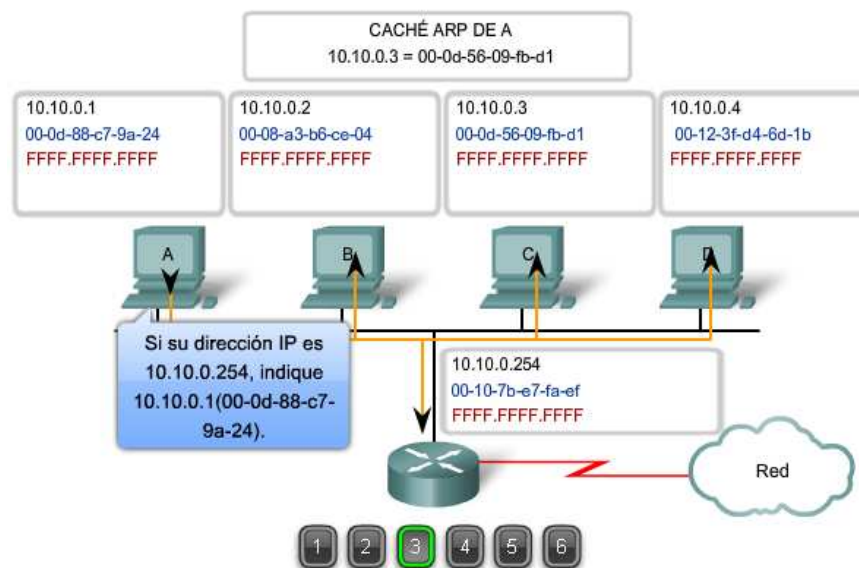 CACHÉ ARP DE A
10.10.0.3 = 00-0d-56-09-fb-d1
10.10.0.1
00-0d-88-c7-9a-24
FFFF.FFFF.FFFF
10.10.0.2
00-08-a3-b6-ce-04
FFFF.FFFF.FFFF
10.10.0.3
00-0d-56-09-fb-d1
FFFF.FFFF.FFFF
10.10.0.4
00-12-3f-d4-6d-1b
FFFF.FFFF.FFFF
A
B
C
D
Si su dirección IP es
10.10.0.254, indique
10.10.0.1(00-0d-88-c7-
9a-24).
10.10.0.254
00-10-7b-e7-fa-ef
FFFF.FFFF.FFFF
Red
1 2 3 4 5 6